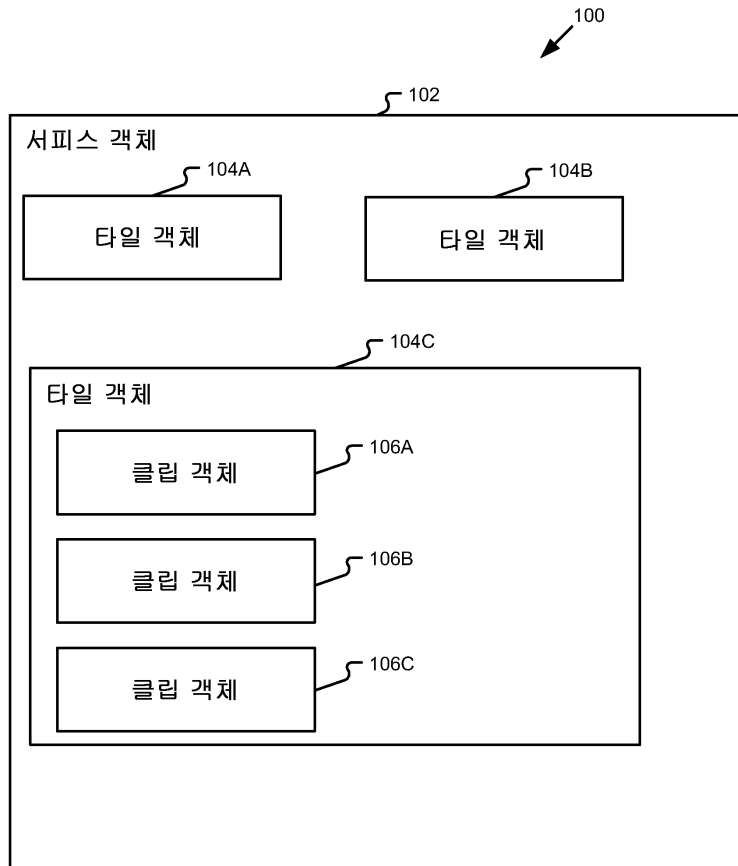 100
102
서피스 객체
104A
104B
타일 객체
타일 객체
104C
타일 객체
106A
클립 객체
106B
클립 객체
106C
클립 객체